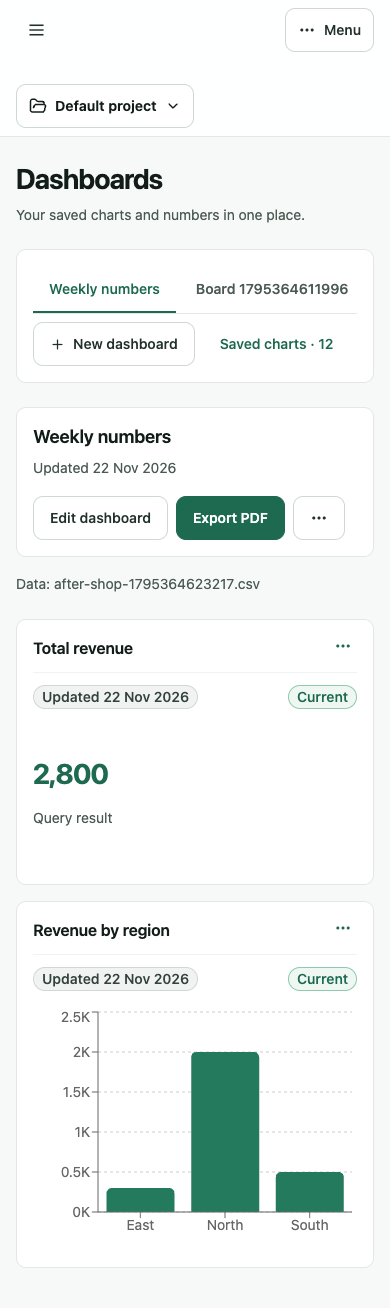 Menu
Default project
Dashboards
Your saved charts and numbers in one place.
Weekly numbers
Board 1795364611996
New dashboard
Saved charts · 12
Weekly numbers
Updated 22 Nov 2026
Edit dashboard
Export PDF
Data: after-shop-1795364623217.csv
Total revenue
Updated 22 Nov 2026
Current
2,800
Query result
Revenue by region
Updated 22 Nov 2026
Current
2.5K
2K
1.5K
1K
0.5K
0K
East
North
South